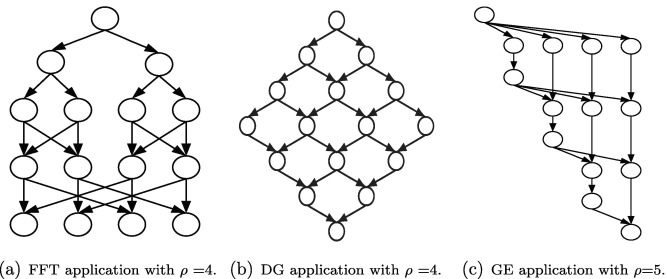 (a) FFT application with ρ =4.
(b) DG application with ρ =4.
(c) GE application with ρ=5.